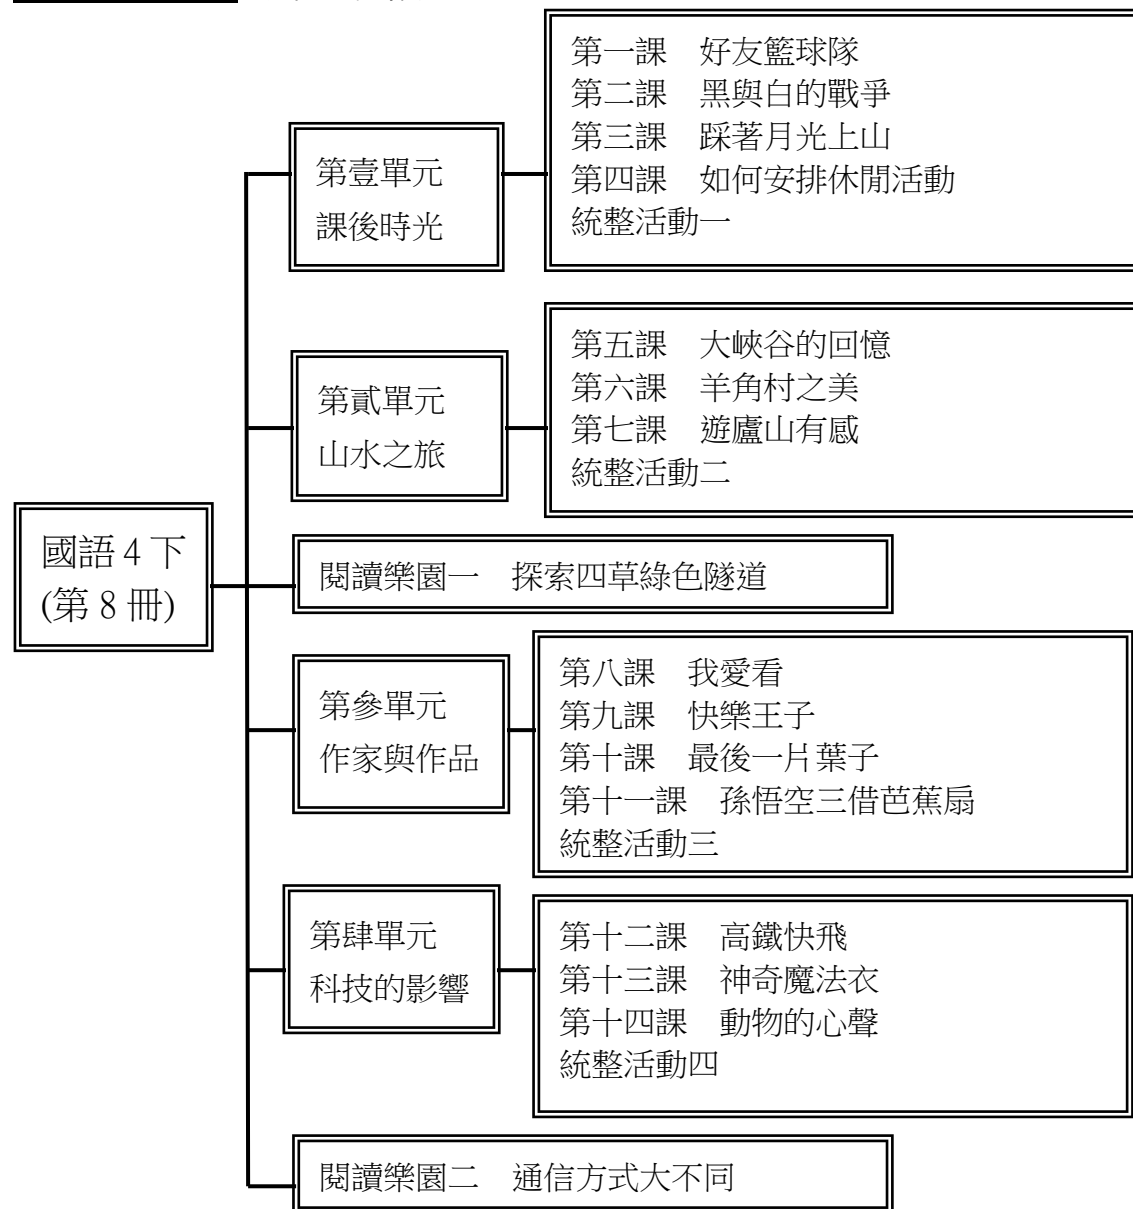 國語 4 下
(第 8 冊)
第壹單元
課後時光
第一課　好友籃球隊
第二課　黑與白的戰爭
第三課　踩著月光上山
第四課　如何安排休閒活動
統整活動一
第貳單元
山水之旅
第五課　大峽谷的回憶
第六課　羊角村之美
第七課　遊廬山有感
統整活動二
閱讀樂園一　探索四草綠色隧道
第參單元
作家與作品
第八課　我愛看
第九課　快樂王子
第十課　最後一片葉子
第十一課　孫悟空三借芭蕉扇
統整活動三
第肆單元
科技的影響
第十二課　高鐵快飛
第十三課　神奇魔法衣
第十四課　動物的心聲
統整活動四
閱讀樂園二　通信方式大不同